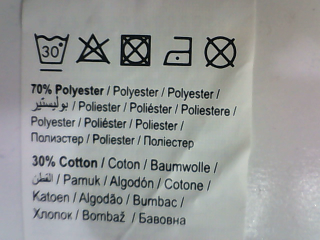 30
70% Polyester / Polyester / Polyester /
بوليستير / Poliester / Poliéster / Poliestere /
Polyester / Poliéster / Poliester /
Полиэстер / Poliester / Поліестер
30% Cotton / Coton / Baumwolle /
القطن / Pamuk / Algodón / Cotone /
Katoen / Algodão / Bumbac /
Хлопок / Bombaž / Бавовна